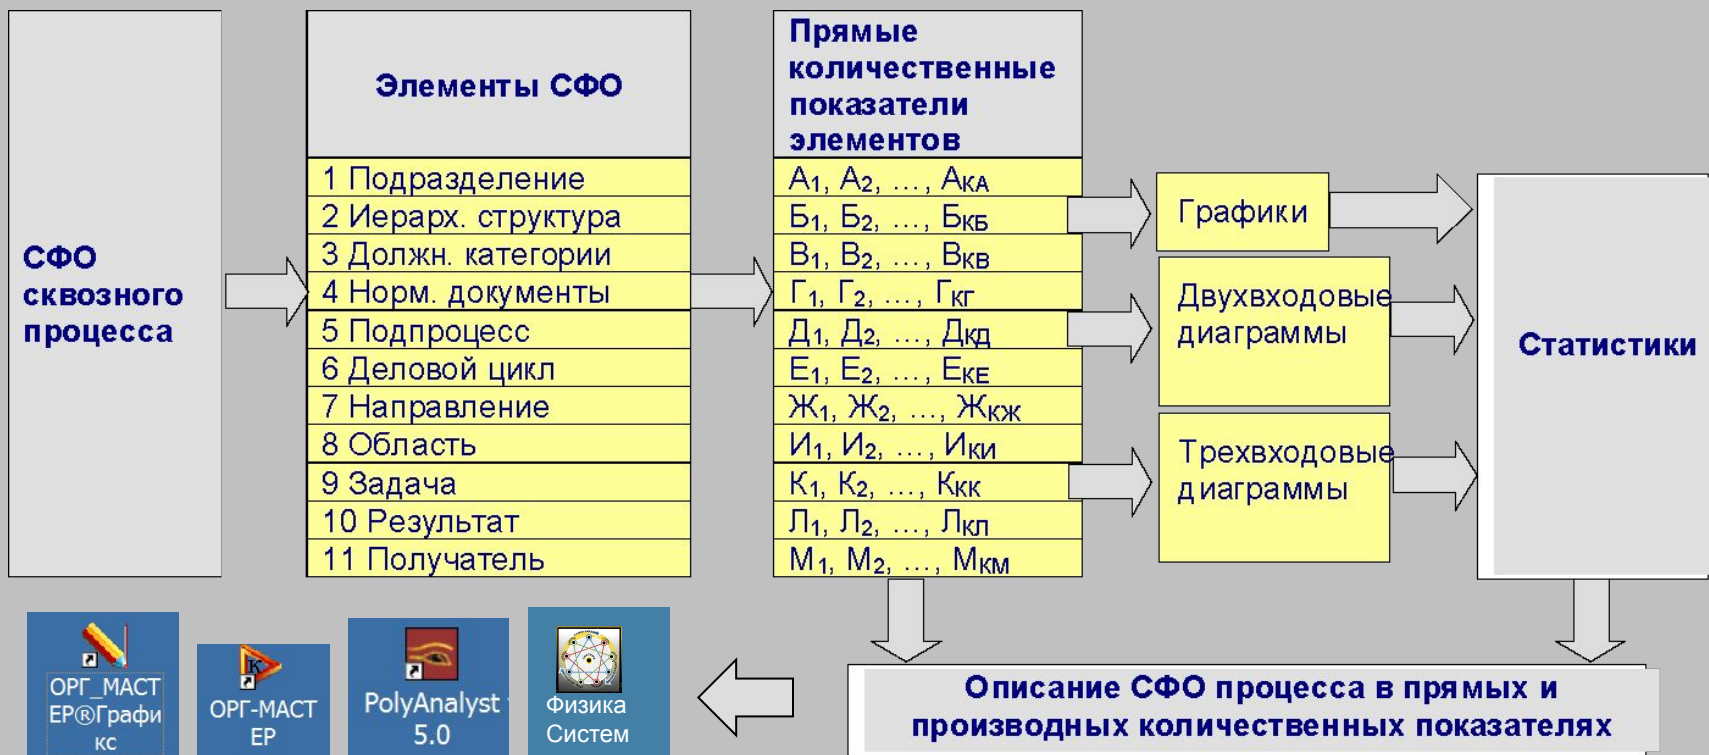 СФО
сквозного
процесса
Элементы СФО
1 Подразделение
2 Иерарх. структура
3 Должн. категории
4 Норм. документы
5 Подпроцесс
6 Деловой цикл
7 Направление
8 Область
9 Задача
10 Результат
11 Получатель
Прямые
количественные
показатели
элементов
А₁, А₂, ..., АКА
Б₁, Б₂, ..., БКБ
В₁, В₂, ..., ВКВ
Г₁, Г₂, ..., ГКГ
Д₁, Д₂, ..., ДКД
Е₁, Е₂, ..., ЕКЕ
Ж₁, Ж₂, ..., ЖКЖ
И₁, И₂, ..., ИКИ
К₁, К₂, ..., ККК
Л₁, Л₂, ..., ЛКЛ
М₁, М₂, ..., МКМ
Графики
Двухвходовые
диаграммы
Трехвходовые
диаграммы
Статистики
ОРГ_МАСТ
ЕР®Графи
кс
К
ОРГ-МАСТ
ЕР
PolyAnalyst
5.0
Физика
Систем
Описание СФО процесса в прямых и
производных количественных показателях